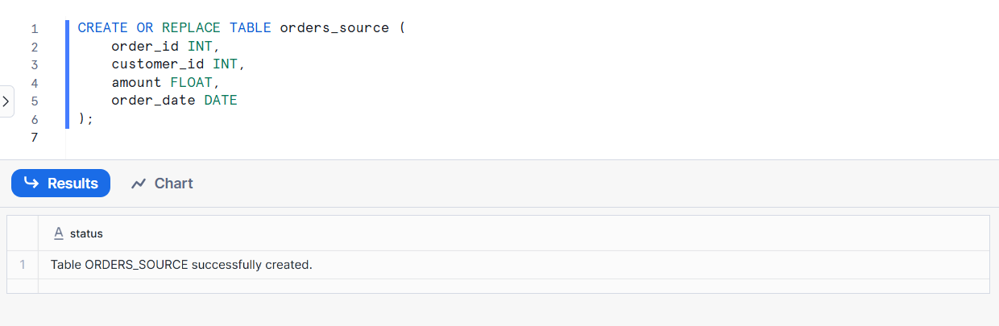 1 CREATE OR REPLACE TABLE orders_source (
2 order_id INT,
3 customer_id INT,
4 amount FLOAT,
5 order_date DATE
6 );
7
Results Chart
A status
1 Table ORDERS_SOURCE successfully created.